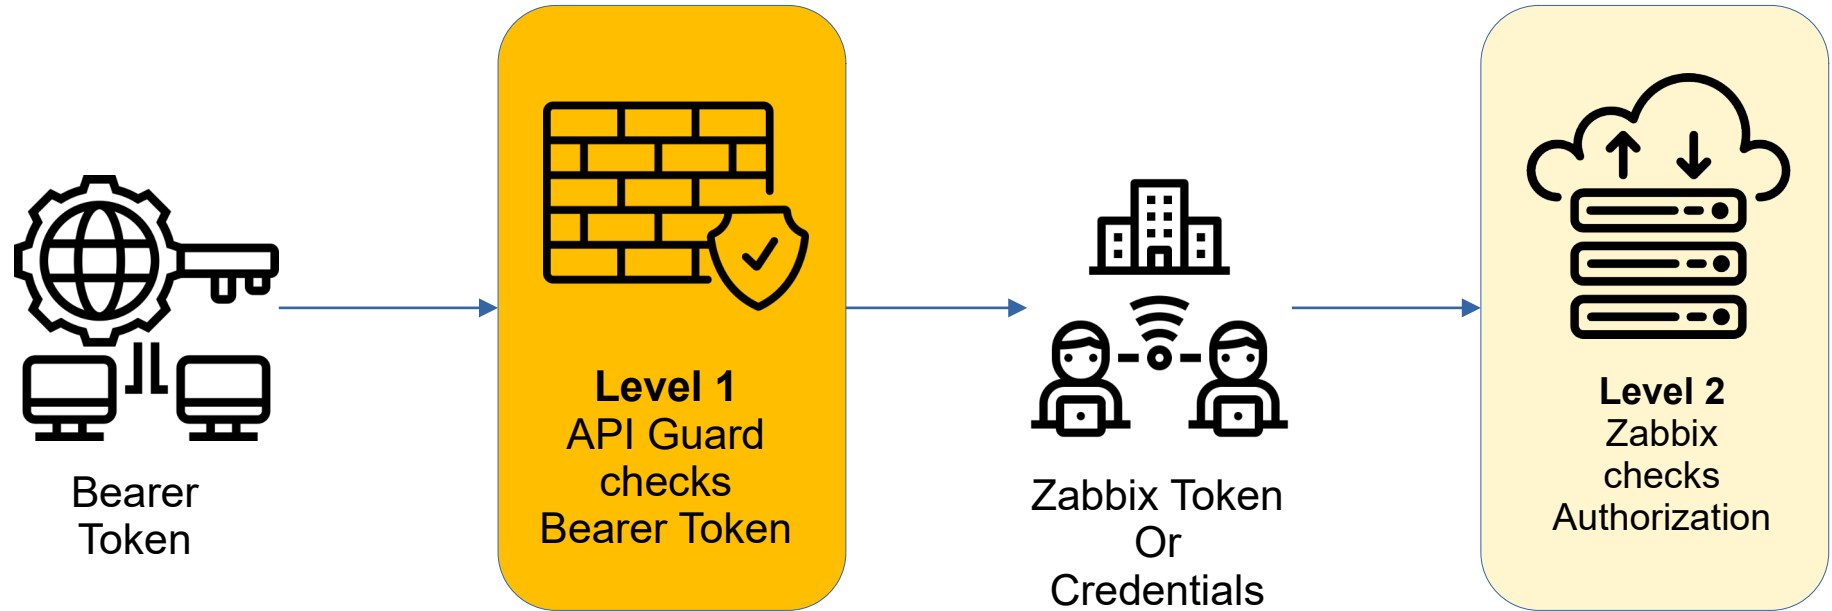 Bearer
Token
Level 1
API Guard
checks
Bearer Token
Zabbix Token
Or
Credentials
Level 2
Zabbix
checks
Authorization